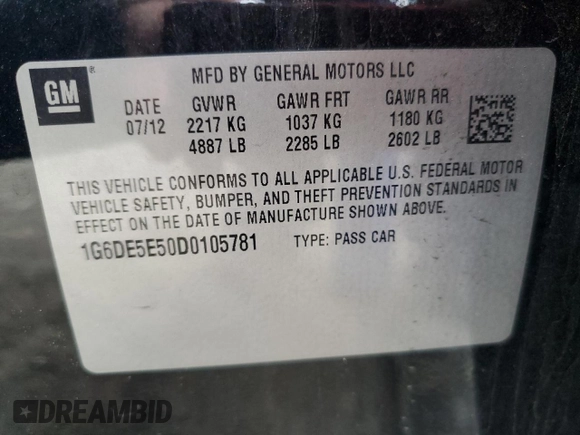 GM ®
MFD BY GENERAL MOTORS LLC
DATE GVWR GAWR FRT GAWR RR
07/12 2217 KG 1037 KG 1180 KG
4887 LB 2285 LB 2602 LB
THIS VEHICLE CONFORMS TO ALL APPLICABLE U.S. FEDERAL MOTOR
VEHICLE SAFETY, BUMPER, AND THEFT PREVENTION STANDARDS IN
EFFECT ON THE DATE OF MANUFACTURE SHOWN ABOVE.
1G6DE5E50D0105781 TYPE: PASS CAR
DREAMBID